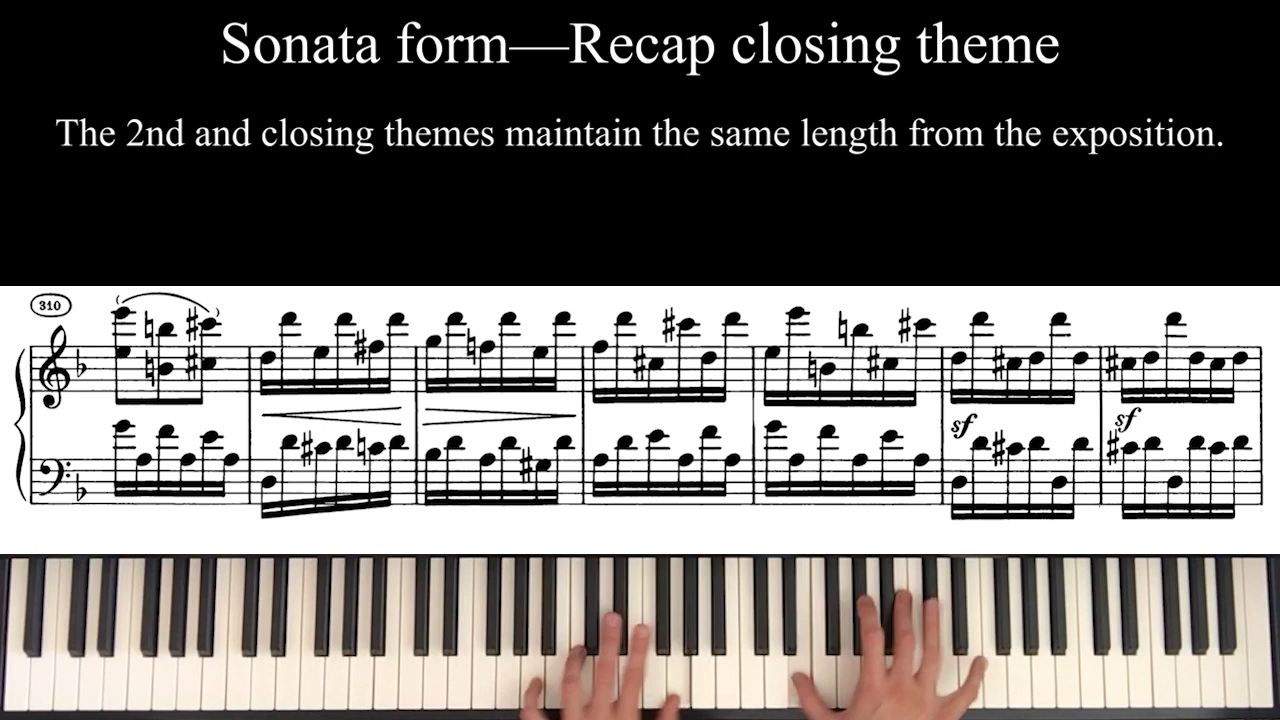 Sonata form—Recap closing theme
The 2nd and closing themes maintain the same length from the exposition.
310
sf sf